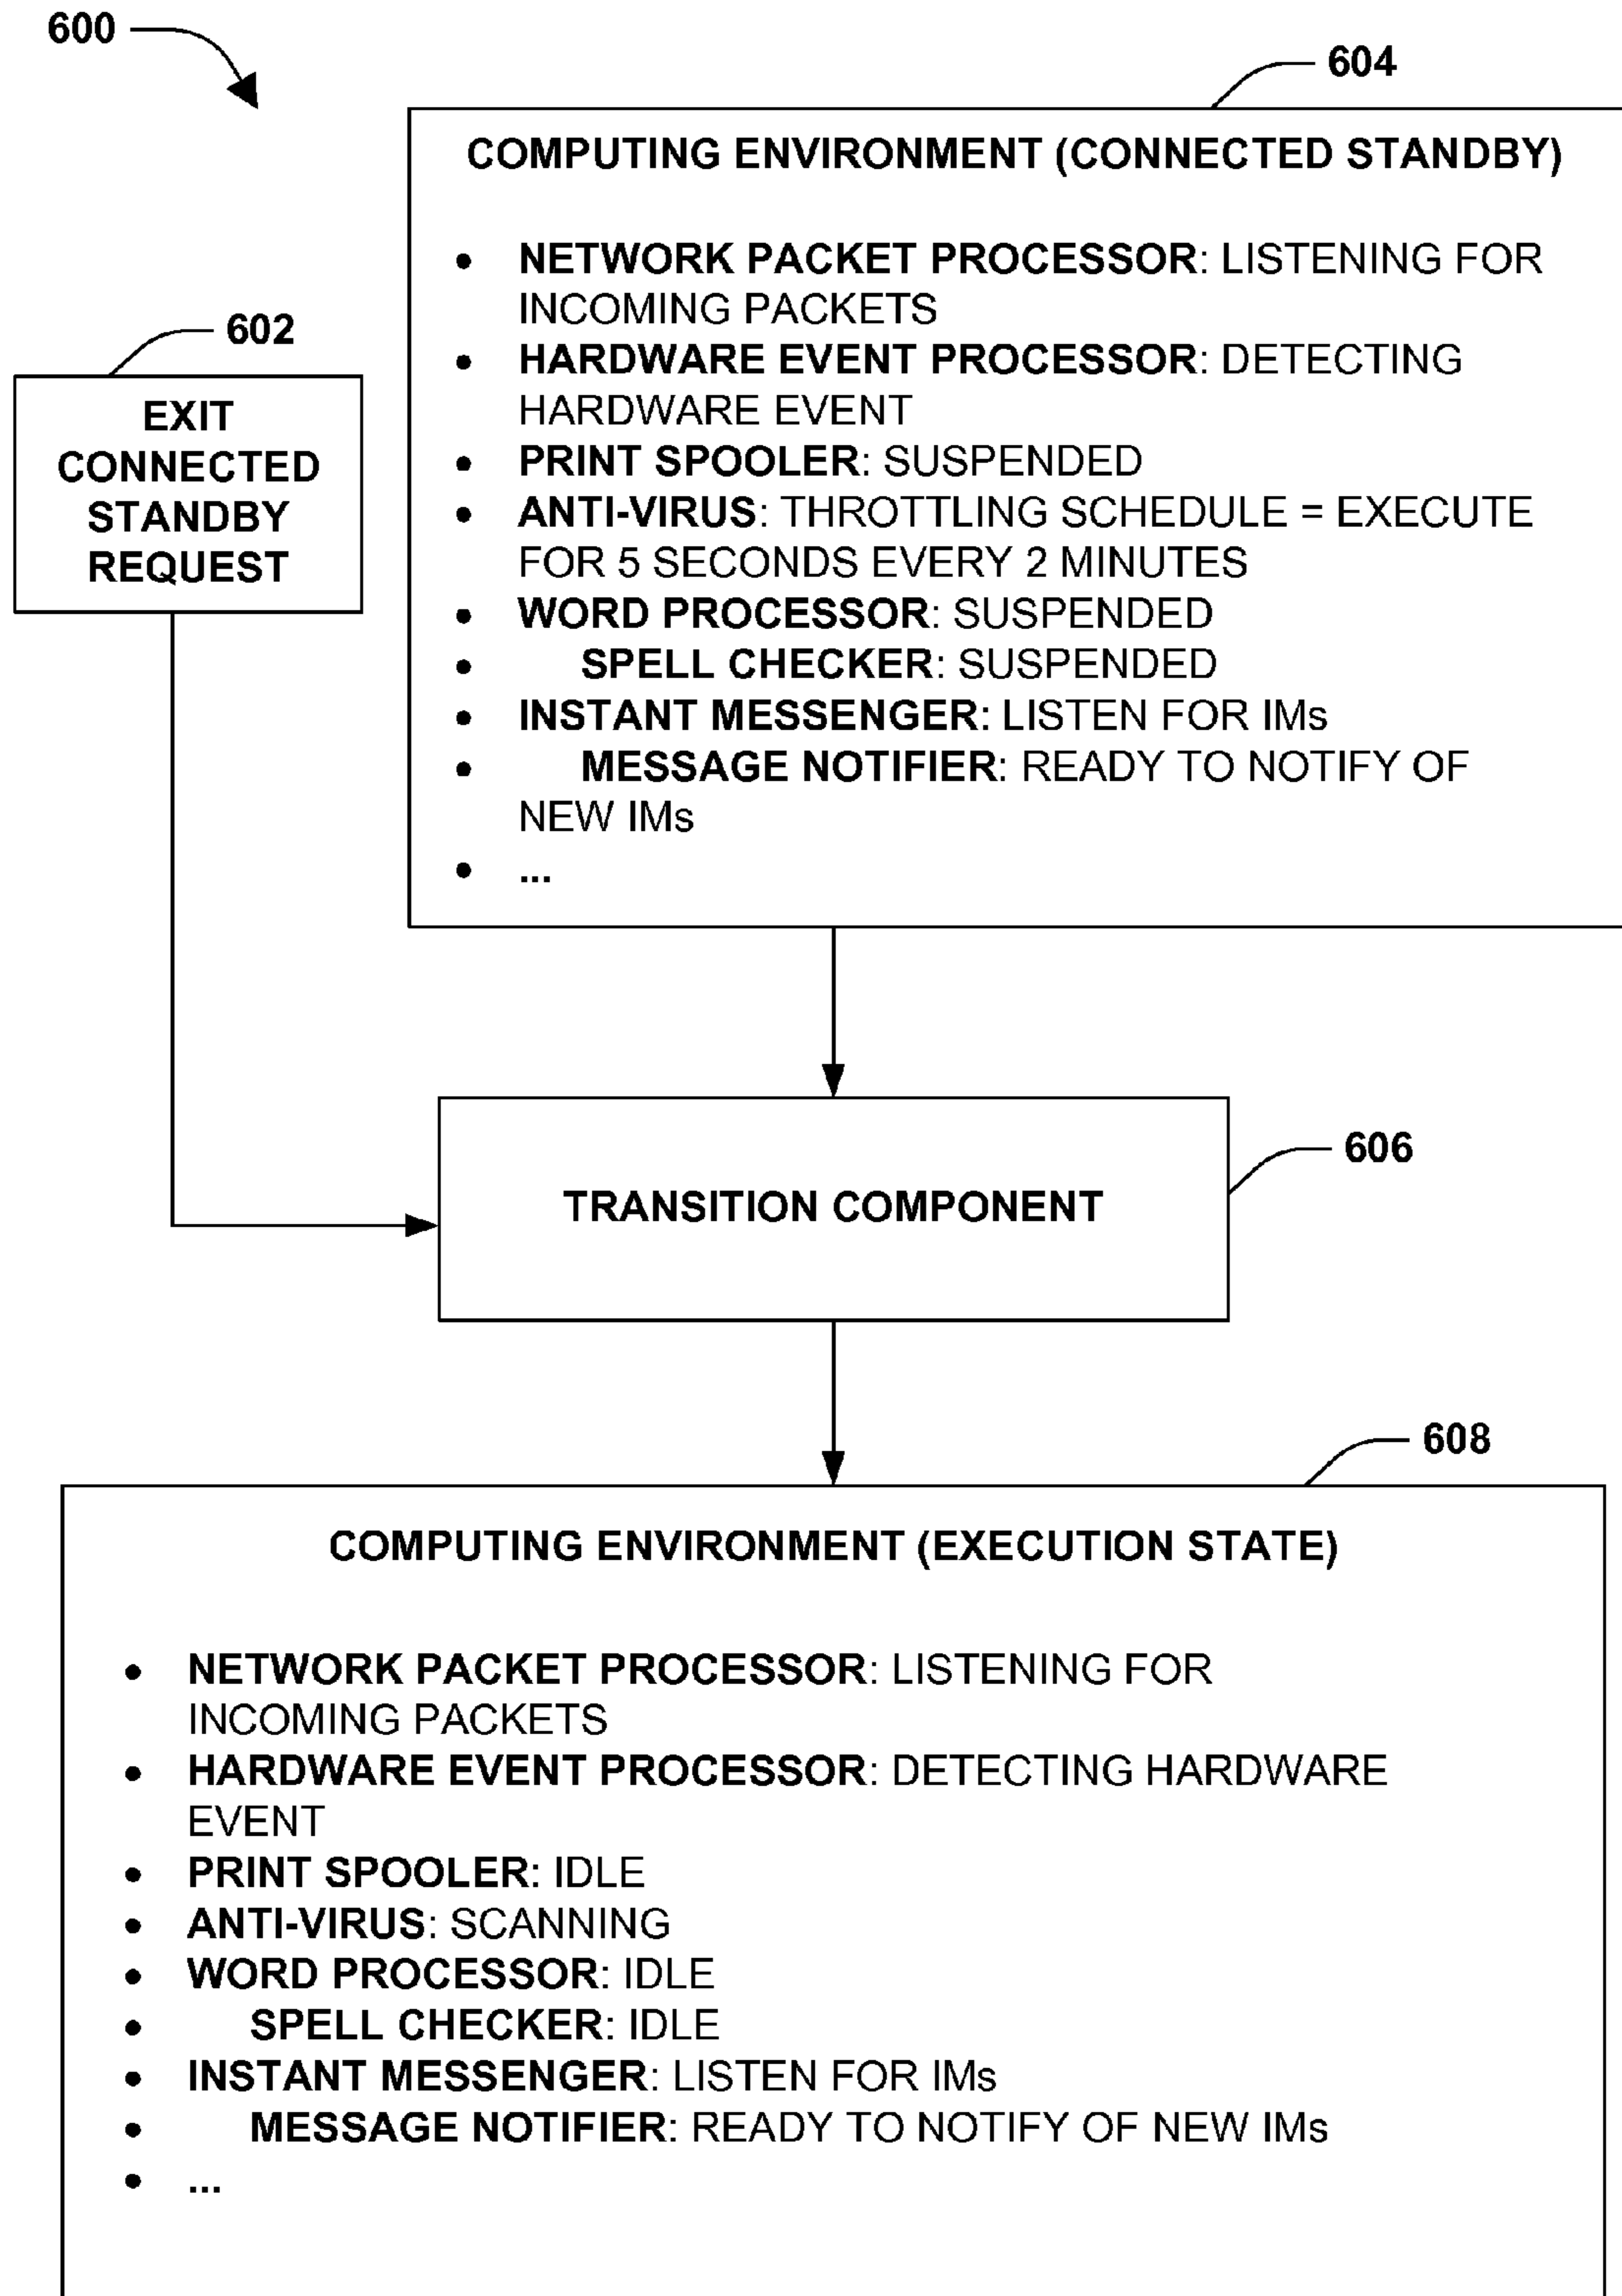 600
604
COMPUTING ENVIRONMENT (CONNECTED STANDBY)
• NETWORK PACKET PROCESSOR: LISTENING FOR
INCOMING PACKETS
• HARDWARE EVENT PROCESSOR: DETECTING
HARDWARE EVENT
• PRINT SPOOLER: SUSPENDED
• ANTI-VIRUS: THROTTLING SCHEDULE = EXECUTE
FOR 5 SECONDS EVERY 2 MINUTES
• WORD PROCESSOR: SUSPENDED
• SPELL CHECKER: SUSPENDED
• INSTANT MESSENGER: LISTEN FOR IMs
• MESSAGE NOTIFIER: READY TO NOTIFY OF
NEW IMs
• ...
602
EXIT
CONNECTED
STANDBY
REQUEST
606
TRANSITION COMPONENT
608
COMPUTING ENVIRONMENT (EXECUTION STATE)
• NETWORK PACKET PROCESSOR: LISTENING FOR
INCOMING PACKETS
• HARDWARE EVENT PROCESSOR: DETECTING HARDWARE
EVENT
• PRINT SPOOLER: IDLE
• ANTI-VIRUS: SCANNING
• WORD PROCESSOR: IDLE
• SPELL CHECKER: IDLE
• INSTANT MESSENGER: LISTEN FOR IMs
• MESSAGE NOTIFIER: READY TO NOTIFY OF NEW IMs
• ...